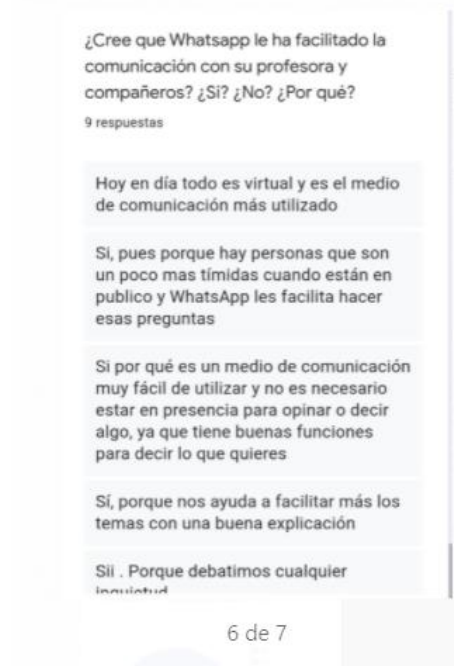 ¿Cree que Whatsapp le ha facilitado la
comunicación con su profesora y
compañeros? ¿Si? ¿No? ¿Por qué?
9 respuestas
Hoy en día todo es virtual y es el medio
de comunicación más utilizado
Si, pues porque hay personas que son
un poco mas tímidas cuando están en
publico y WhatsApp les facilita hacer
esas preguntas
Si por qué es un medio de comunicación
muy fácil de utilizar y no es necesario
estar en presencia para opinar o decir
algo, ya que tiene buenas funciones
para decir lo que quieres
Sí, porque nos ayuda a facilitar más los
temas con una buena explicación
Sii . Porque debatimos cualquier
inquietud
6 de 7